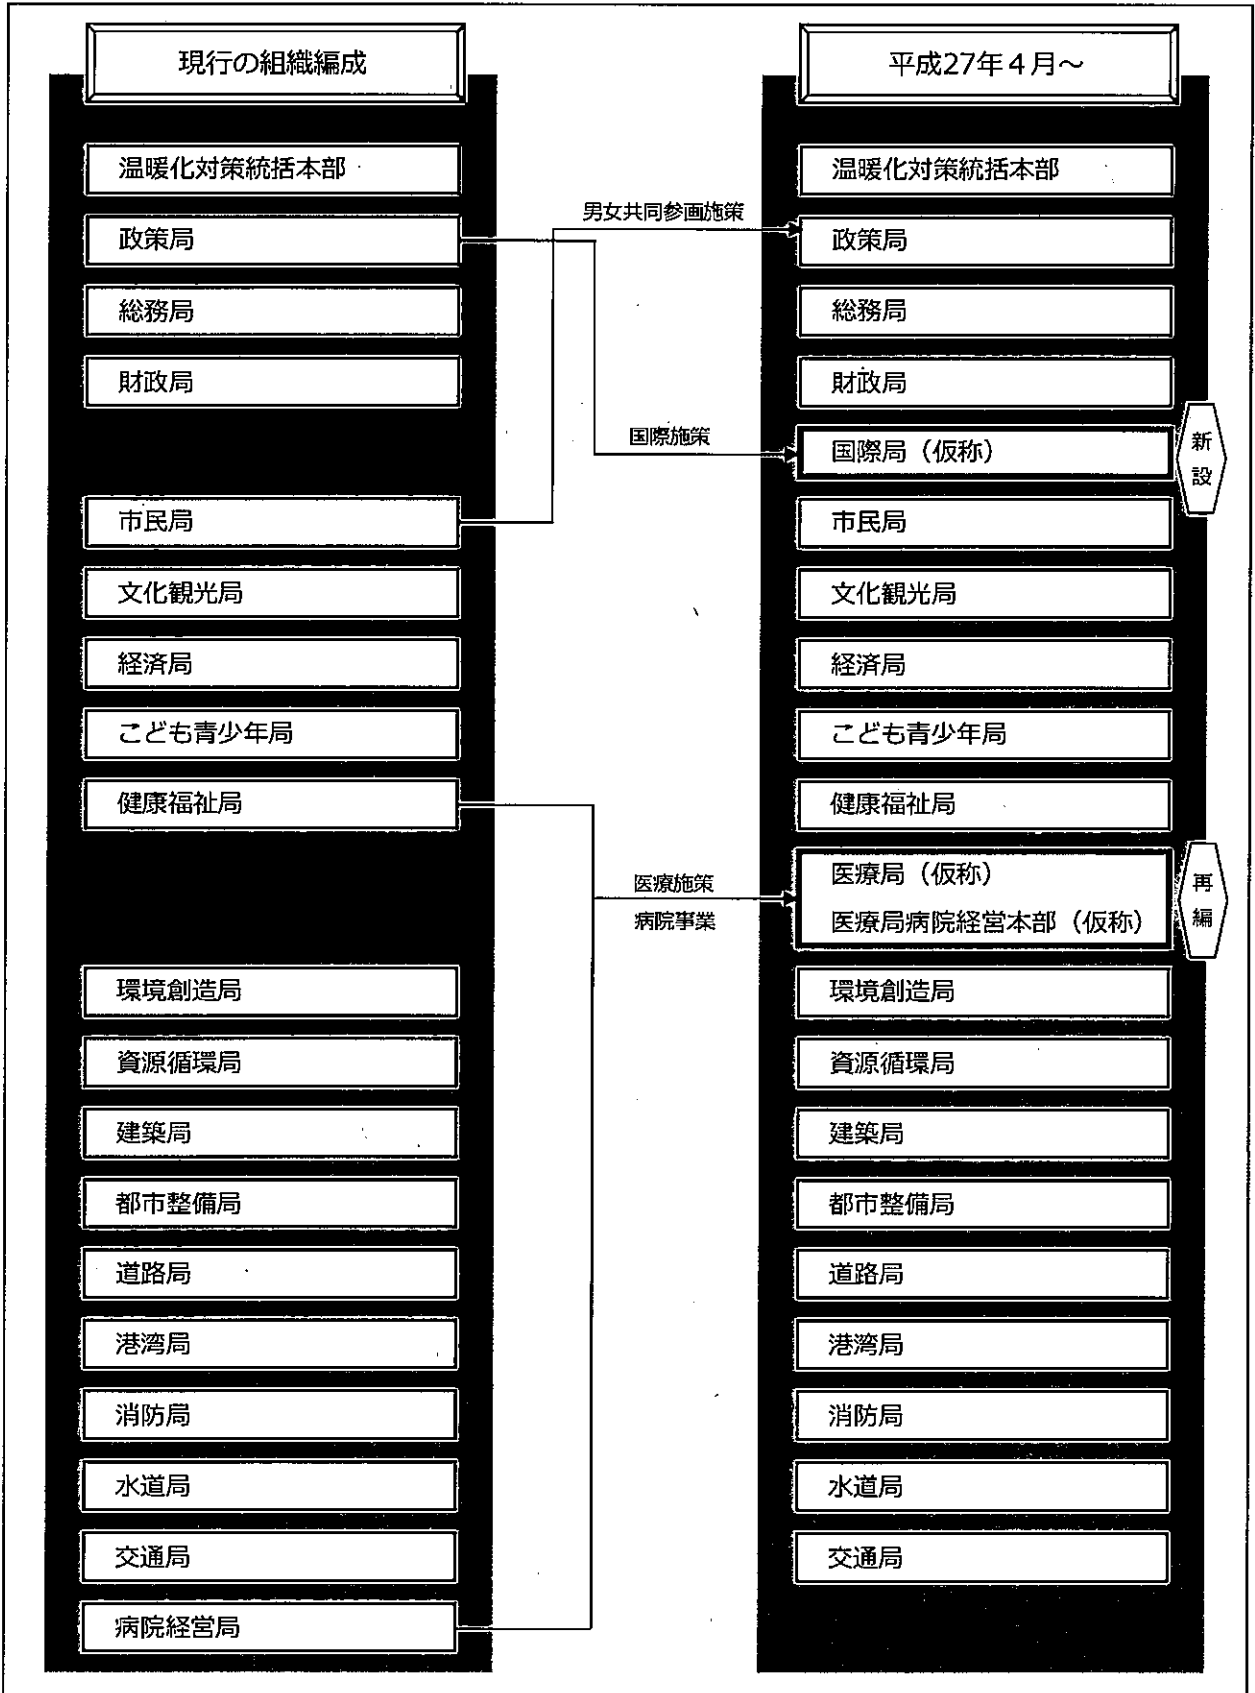 現行の組織編成
温暖化対策統括本部
政策局
総務局
財政局
市民局
文化観光局
経済局
こども青少年局
健康福祉局
環境創造局
資源循環局
建築局
都市整備局
道路局
港湾局
消防局
水道局
交通局
病院経営局
男女共同参画施策
国際施策
医療施策
病院事業
平成27年4月～
温暖化対策統括本部
政策局
総務局
財政局
国際局（仮称）
新設
市民局
文化観光局
経済局
こども青少年局
健康福祉局
医療局（仮称）
医療局病院経営本部（仮称）
再編
環境創造局
資源循環局
建築局
都市整備局
道路局
港湾局
消防局
水道局
交通局